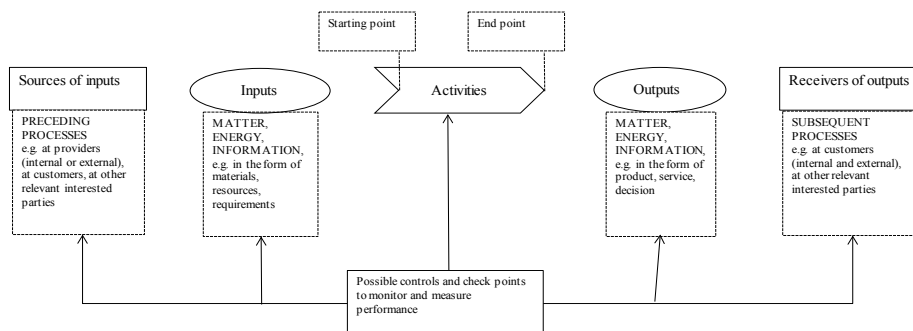 Starting point
End point
Sources of inputs
Inputs
Activities
Outputs
Receivers of outputs
PRECEDING
PROCESSES
e.g. at providers
(internal or external),
at customers, at other
relevant interested
parties
MATTER,
ENERGY,
INFORMATION,
e.g. in the form of
materials,
resources,
requirements
MATTER,
ENERGY,
INFORMATION,
e.g. in the form of
product, service,
decision
SUBSEQUENT
PROCESSES
e.g. at customers
(internal and external),
at other relevant
interested parties
Possible controls and check points
to monitor and measure
performance